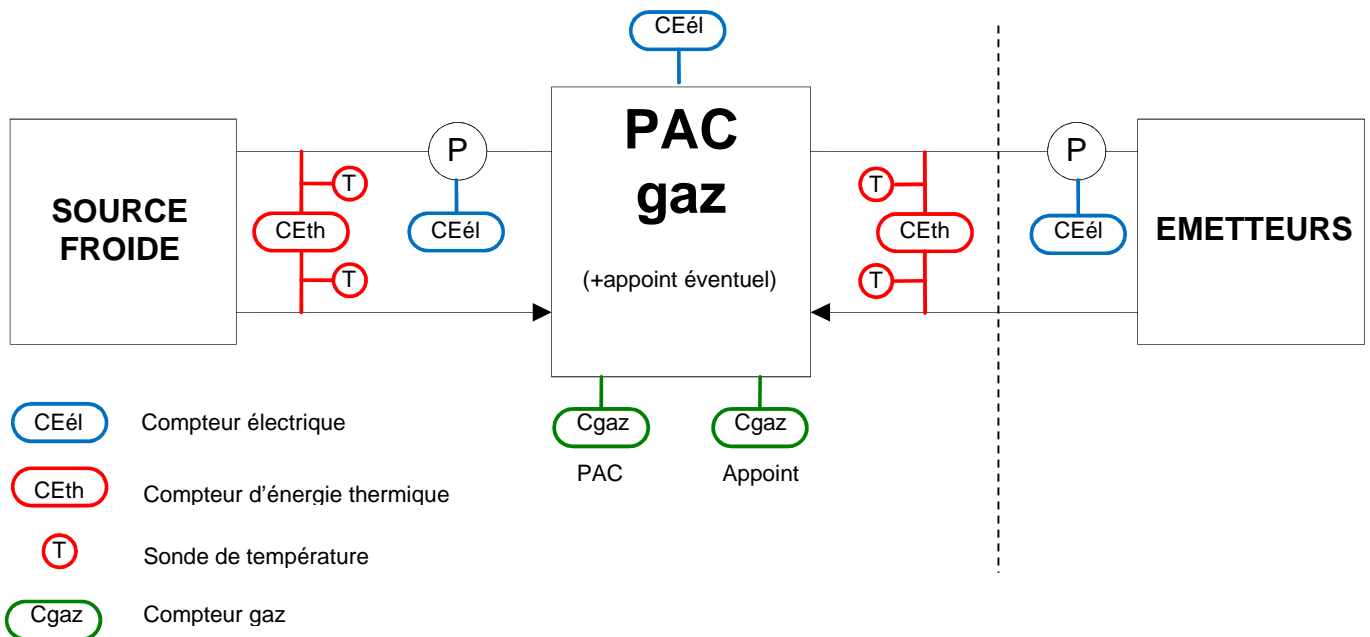 CEél
PAC
gaz
(+appoint éventuel)
SOURCE
FROIDE
T
CEth
T
P
CEél
T
CEth
T
P
CEél
EMETTEURS
Cgaz
PAC
Cgaz
Appoint
CEél Compteur électrique
CEth Compteur d'énergie thermique
T Sonde de température
Cgaz Compteur gaz